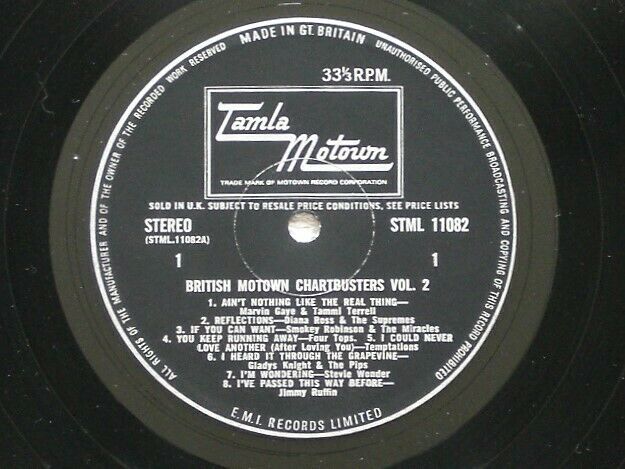 MADE IN GT. BRITAIN
UNAUTHORISED PUBLIC PERFORMANCE BROADCASTING AND COPYING OF THIS RECORD PROHIBITED
ALL RIGHTS OF THE MANUFACTURER AND OF THE OWNER OF THE RECORDED WORK RESERVED
33⅓ R.P.M.
Tamla
Motown
TRADE MARK OF MOTOWN RECORD CORPORATION
SOLD IN U.K. SUBJECT TO RESALE PRICE CONDITIONS, SEE PRICE LISTS
STEREO STML 11082
(STML.11082A)
1 1
BRITISH MOTOWN CHARTBUSTERS VOL. 2
1. AIN'T NOTHING LIKE THE REAL THING—
Marvin Gaye & Tammi Terrell
2. REFLECTIONS—Diana Ross & The Supremes
3. IF YOU CAN WANT—Smokey Robinson & The Miracles
4. YOU KEEP RUNNING AWAY—Four Tops. 5. I COULD NEVER
LOVE ANOTHER (After Loving You)—Temptations
6. I HEARD IT THROUGH THE GRAPEVINE—
Gladys Knight & The Pips
7. I'M WONDERING—Stevie Wonder
8. I'VE PASSED THIS WAY BEFORE—
Jimmy Ruffin
E.M.I. RECORDS LIMITED